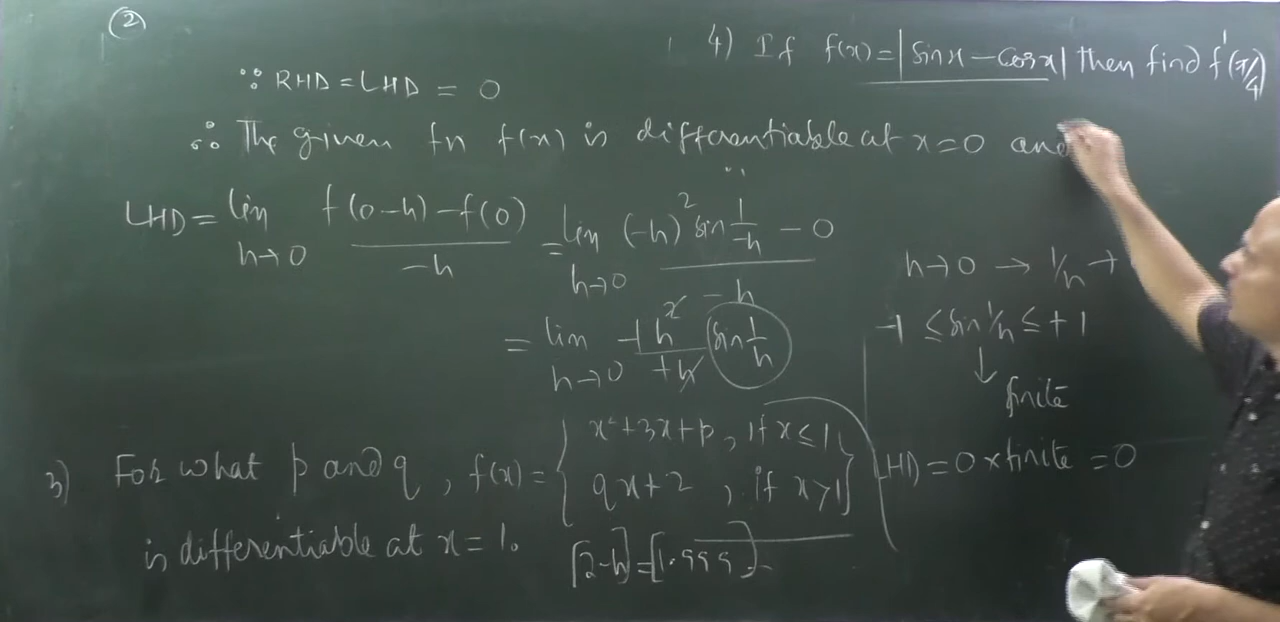 2
4) If f(x) = |sinx - cosx| then find f'(π/4)
∵ RHD = LHD = 0
∴ The given fn f(x) is differentiable at x=0 and
LHD = lim h→0 f(0-h)-f(0) / -h = lim h→0 (-h)² sin 1/-h - 0 / -h
h→0 → 1/h →
= lim h→0 -h² / -h sin 1/h
-1 ≤ sin 1/h ≤ +1
↓
finite
LHD = 0 × finite = 0
3) For what p and q, f(x) = { x²+3x+p, if x ≤ 1,
qx+2, if x>1 }
is differentiable at x = 1.
[2-h] = [1.999]